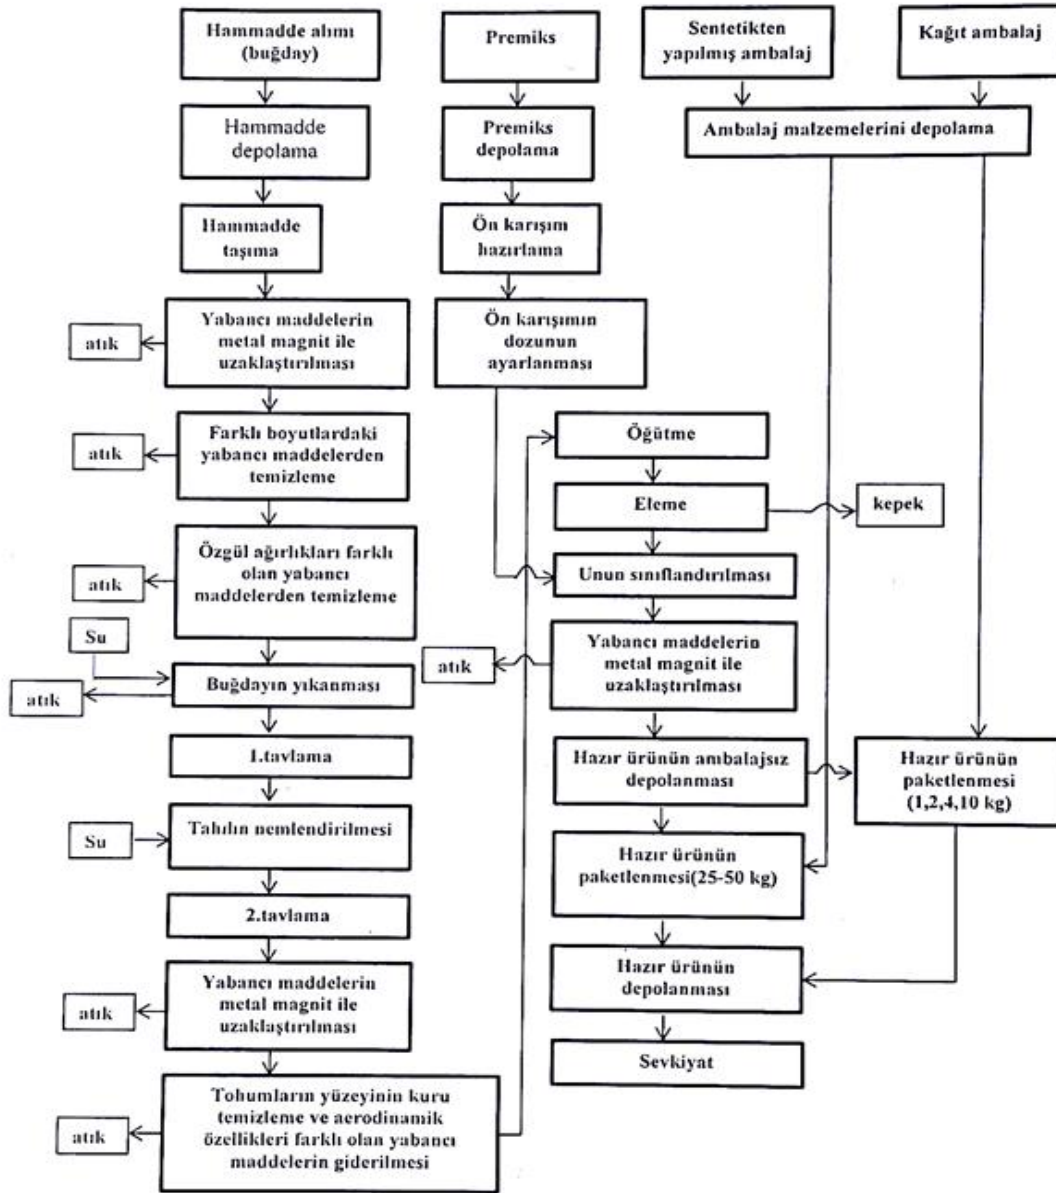 Hammadde alımı
(buğday)
Hammadde
depolama
Hammadde
taşıma
Yabancı maddelerin
metal magnit ile
uzaklaştırılması
atık
Farklı boyutlardaki
yabancı maddelerden
temizleme
atık
Özgül ağırlıkları farklı
olan yabancı
maddelerden temizleme
atık
Su
Buğdayın yıkanması
atık
1.tavlama
Su
Tahılın nemlendirilmesi
2.tavlama
Yabancı maddelerin
metal magnit ile
uzaklaştırılması
atık
Tohumların yüzeyinin kuru
temizleme ve aerodinamik
özellikleri farklı olan yabancı
maddelerin giderilmesi
atık
Premiks
Premiks
depolama
Ön karışım
hazırlama
Ön karışımın
dozunun
ayarlanması
Öğütme
Eleme
kepek
Unun sınıflandırılması
Yabancı maddelerin
metal magnit ile
uzaklaştırılması
atık
Hazır ürünün ambalajsız
depolanması
Hazır ürünün
paketlenmesi(25-50 kg)
Hazır ürünün
depolanması
Sevkiyat
Sentetikten
yapılmış ambalaj
Kağıt ambalaj
Ambalaj malzemelerini depolama
Hazır ürünün
paketlenmesi
(1,2,4,10 kg)